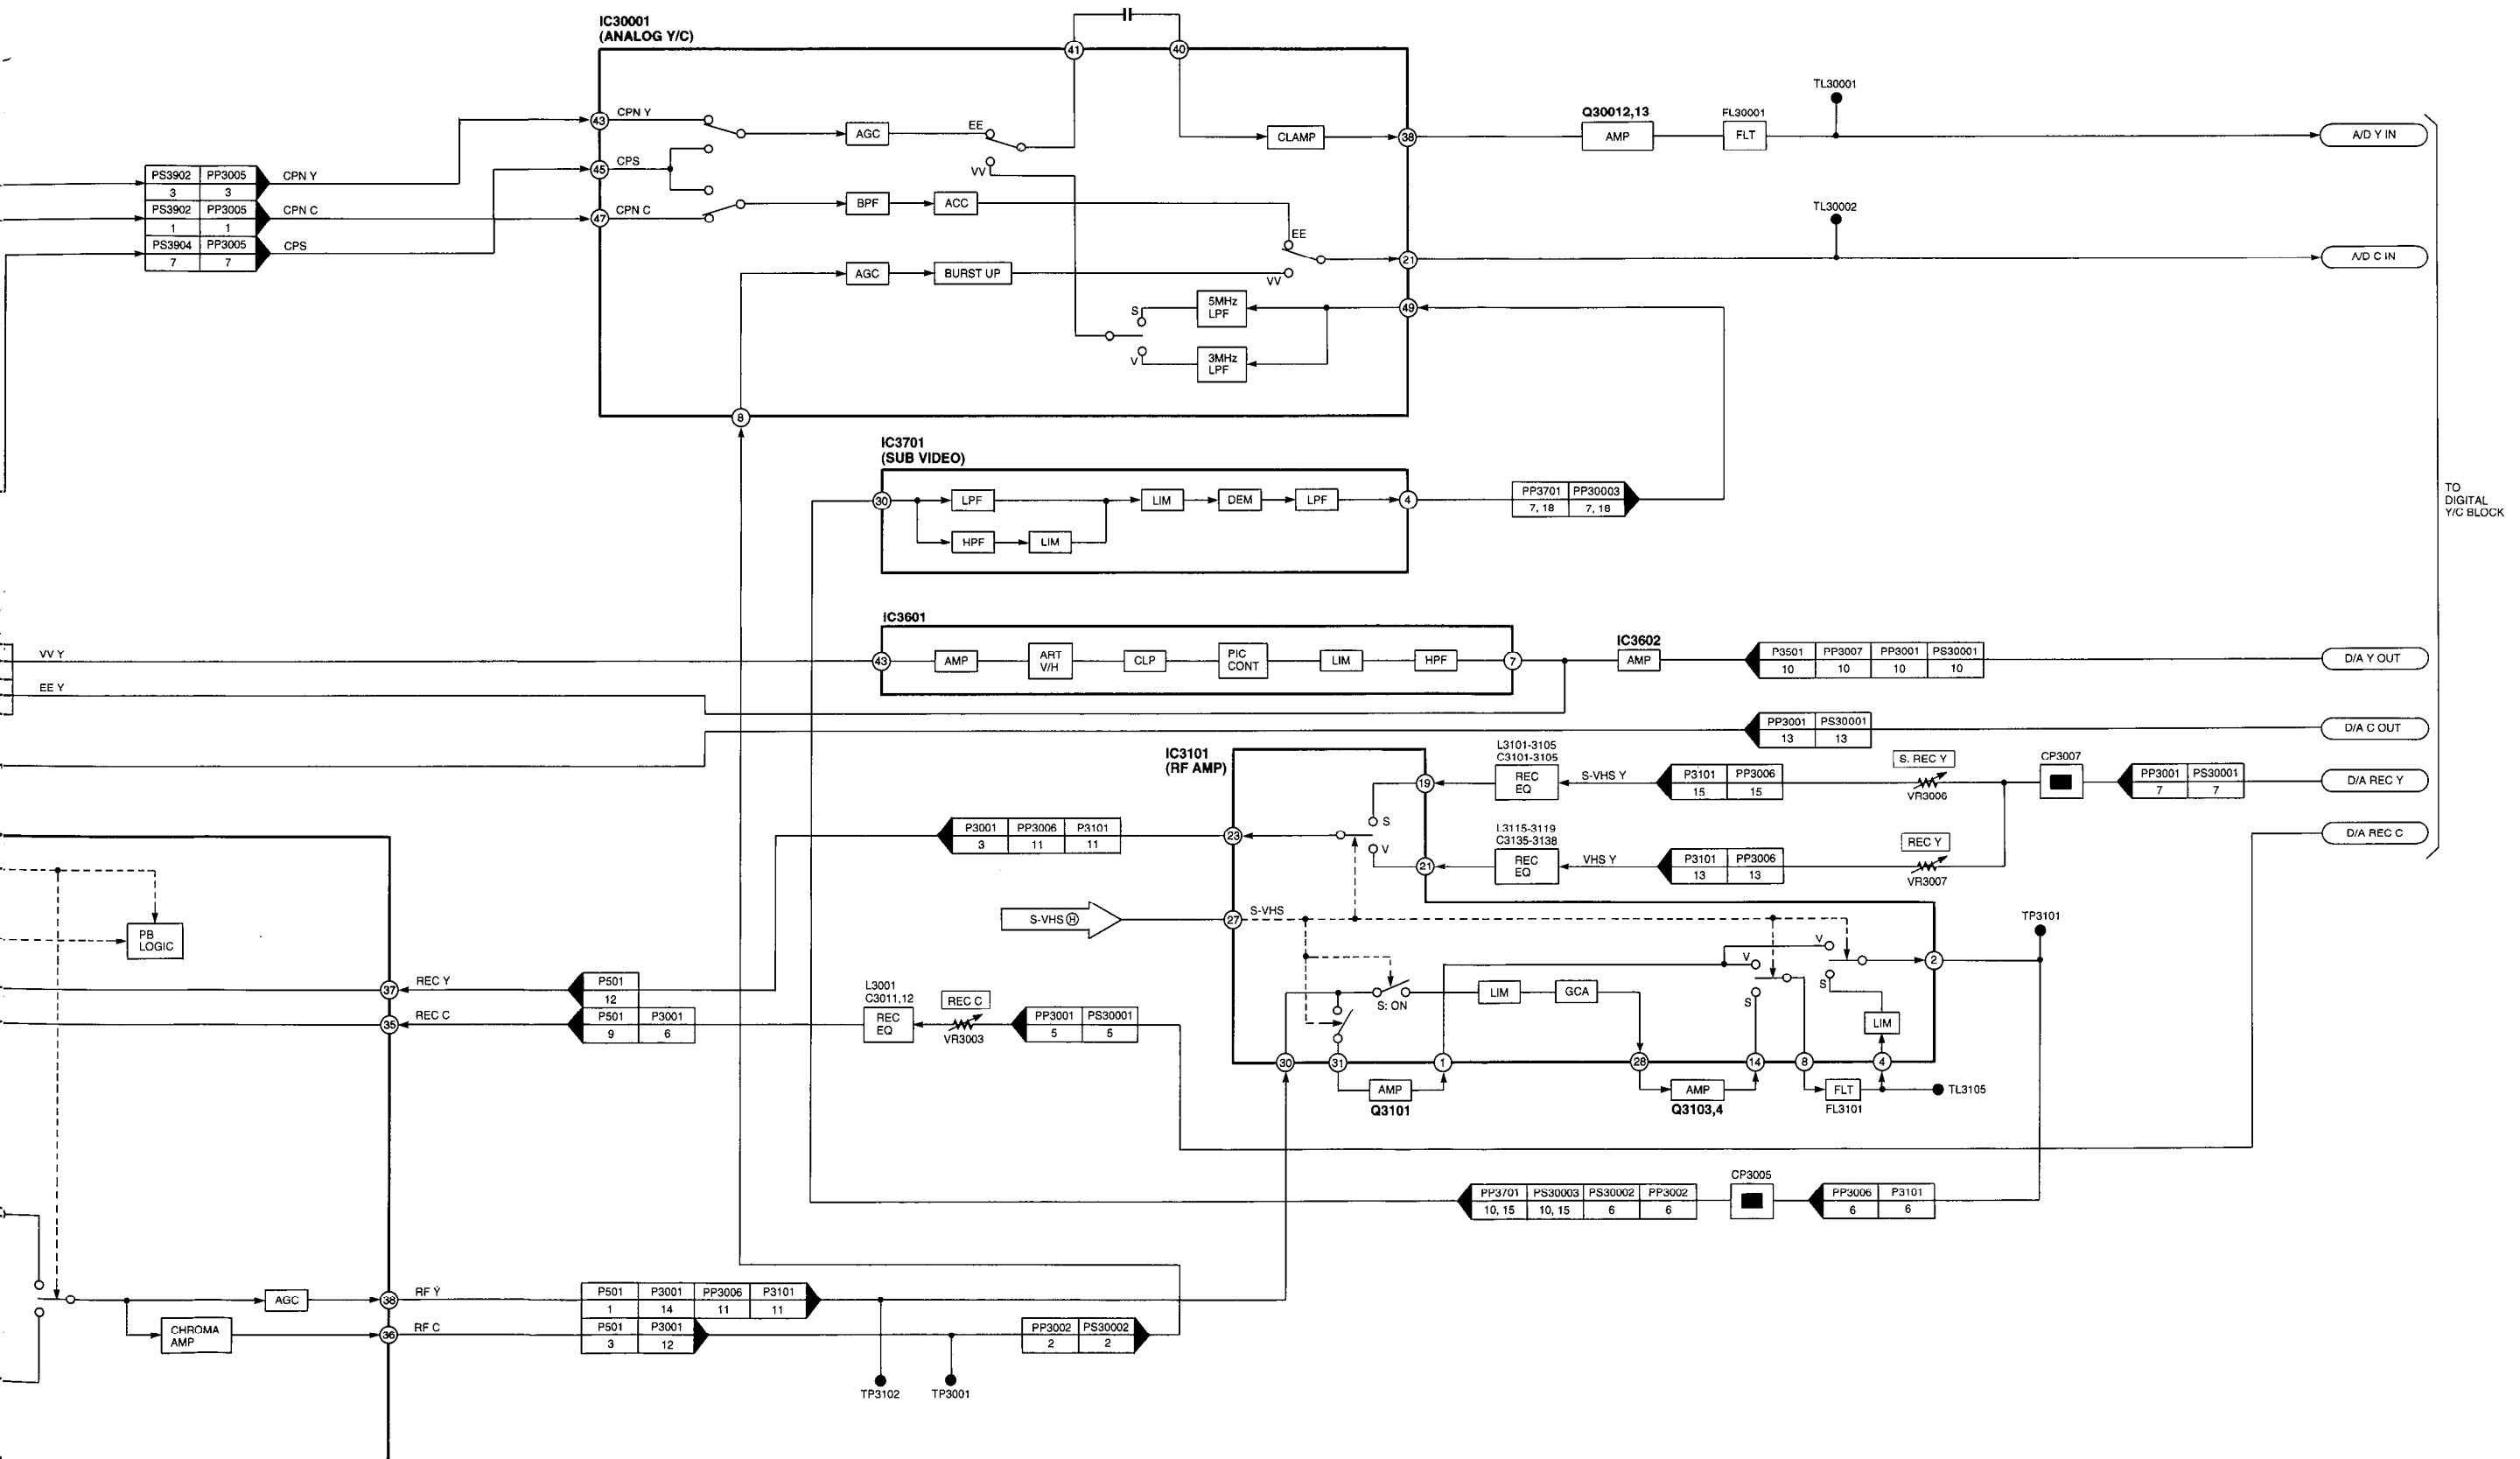 IC30001
(ANALOG Y/C)
41
40
TL30001
43
CPN Y
AGC
EE
CLAMP
38
Q30012,13
AMP
FL30001
FLT
A/D Y IN
45
CPS
VV
PS3902 PP3005
3 3
CPN Y
PS3902 PP3005
1 1
CPN C
PS3904 PP3005
7 7
CPS
47
CPN C
BPF
ACC
TL30002
EE
21
A/D C IN
AGC
BURST UP
VV
S
5MHz
LPF
49
V
3MHz
LPF
8
IC3701
(SUB VIDEO)
30
LPF
LIM
DEM
LPF
4
PP3701 PP30003
7, 18 7, 18
HPF
LIM
TO
DIGITAL
Y/C BLOCK
IC3601
VV Y
43
AMP
ART
V/H
CLP
PIC
CONT
LIM
HPF
7
IC3602
AMP
P3501 PP3007 PP3001 PS30001
10 10 10 10
D/A Y OUT
EE Y
PP3001 PS30001
13 13
D/A C OUT
IC3101
(RF AMP)
L3101-3105
C3101-3105
19
REC
EQ
S-VHS Y
P3101 PP3006
15 15
S. REC Y
VR3006
CP3007
PP3001 PS30001
7 7
D/A REC Y
S
P3001 PP3006 P3101
3 11 11
23
V
L3115-3119
C3135-3138
21
REC
EQ
VHS Y
P3101 PP3006
13 13
REC Y
VR3007
D/A REC C
S-VHS Ⓗ
27
S-VHS
TP3101
PB
LOGIC
V
V
2
37
REC Y
P501
12
L3001
C3011,12
REC C
S: ON
LIM
GCA
S
S
35
REC C
P501 P3001
9 6
REC
EQ
VR3003
PP3001 PS30001
5 5
LIM
30
31
1
28
14
8
4
AMP
Q3101
AMP
Q3103,4
FLT
FL3101
TL3105
CP3005
PP3701 PS30003 PS30002 PP3002
10, 15 10, 15 6 6
PP3006 P3101
6 6
AGC
38
RF Y
P501 P3001 PP3006 P3101
1 14 11 11
CHROMA
AMP
36
RF C
P501 P3001
3 12
PP3002 PS30002
2 2
TP3102
TP3001